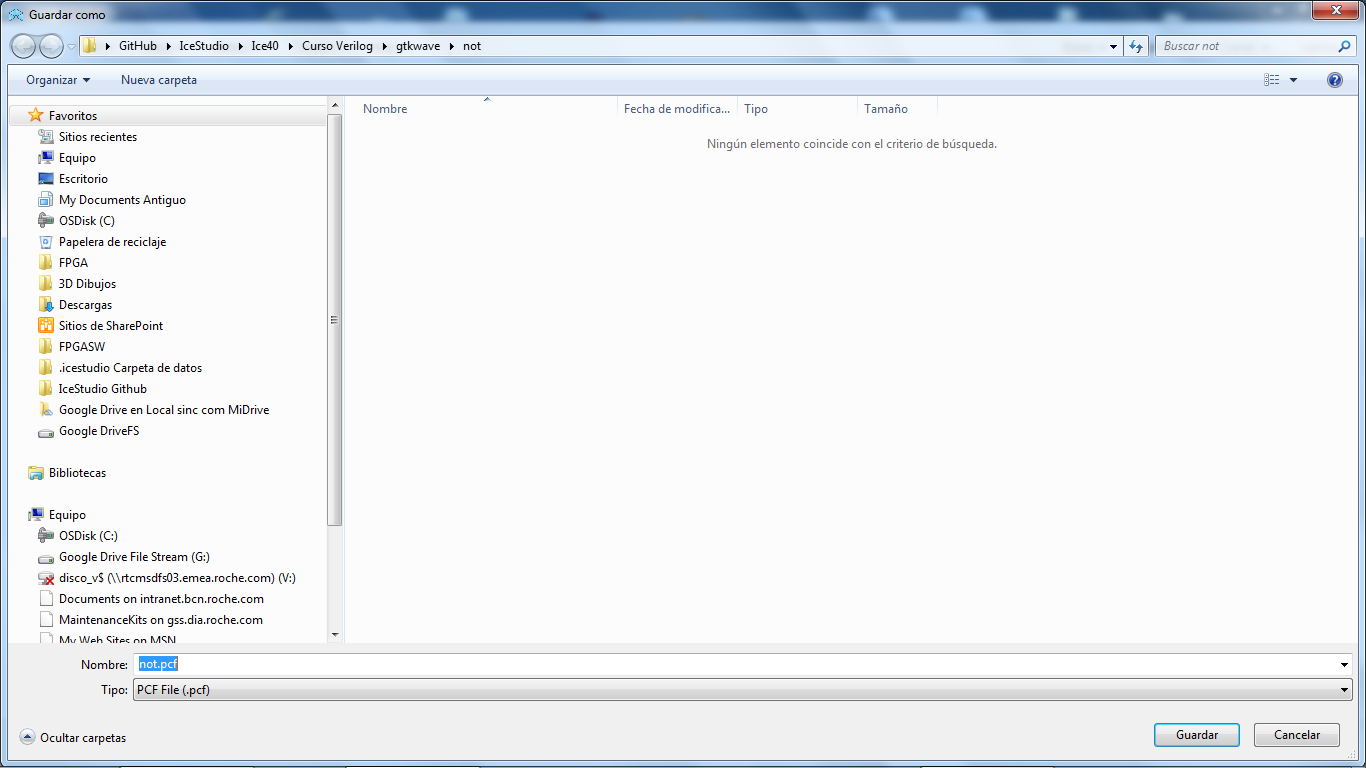 Guardar como
GitHub IceStudio Ice40 Curso Verilog gtkwave not
Buscar not
Organizar Nueva carpeta
Nombre Fecha de modifica... Tipo Tamaño
Ningún elemento coincide con el criterio de búsqueda.
Favoritos
Sitios recientes
Equipo
Escritorio
My Documents Antiguo
OSDisk (C)
Papelera de reciclaje
FPGA
3D Dibujos
Descargas
Sitios de SharePoint
FPGASW
.icestudio Carpeta de datos
IceStudio Github
Google Drive en Local sinc com MiDrive
Google DriveFS
Bibliotecas
Equipo
OSDisk (C:)
Google Drive File Stream (G:)
disco_v$ (\\rtcmsdfs03.emea.roche.com) (V:)
Documents on intranet.bcn.roche.com
MaintenanceKits on gss.dia.roche.com
My Web Sites on MSN
Nombre: not.pcf
Tipo: PCF File (.pcf)
Ocultar carpetas
Guardar Cancelar